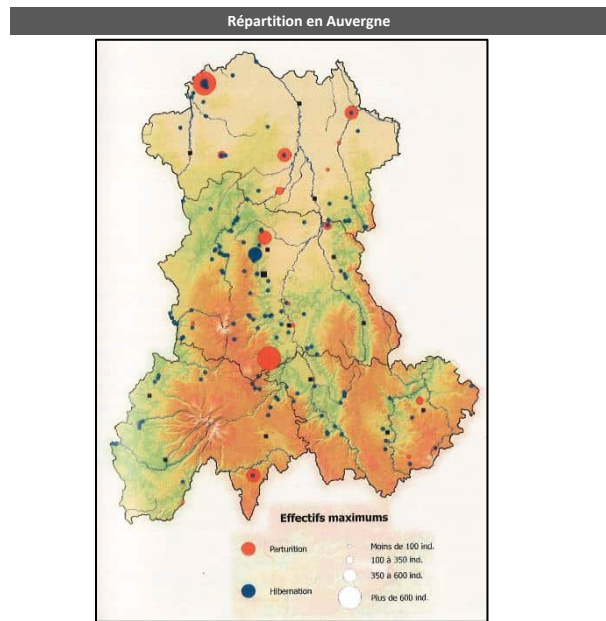 Répartition en Auvergne
Effectifs maximums
Parturition
Hibernation
Moins de 100 ind.
100 à 350 ind.
350 à 600 ind.
Plus de 600 ind.